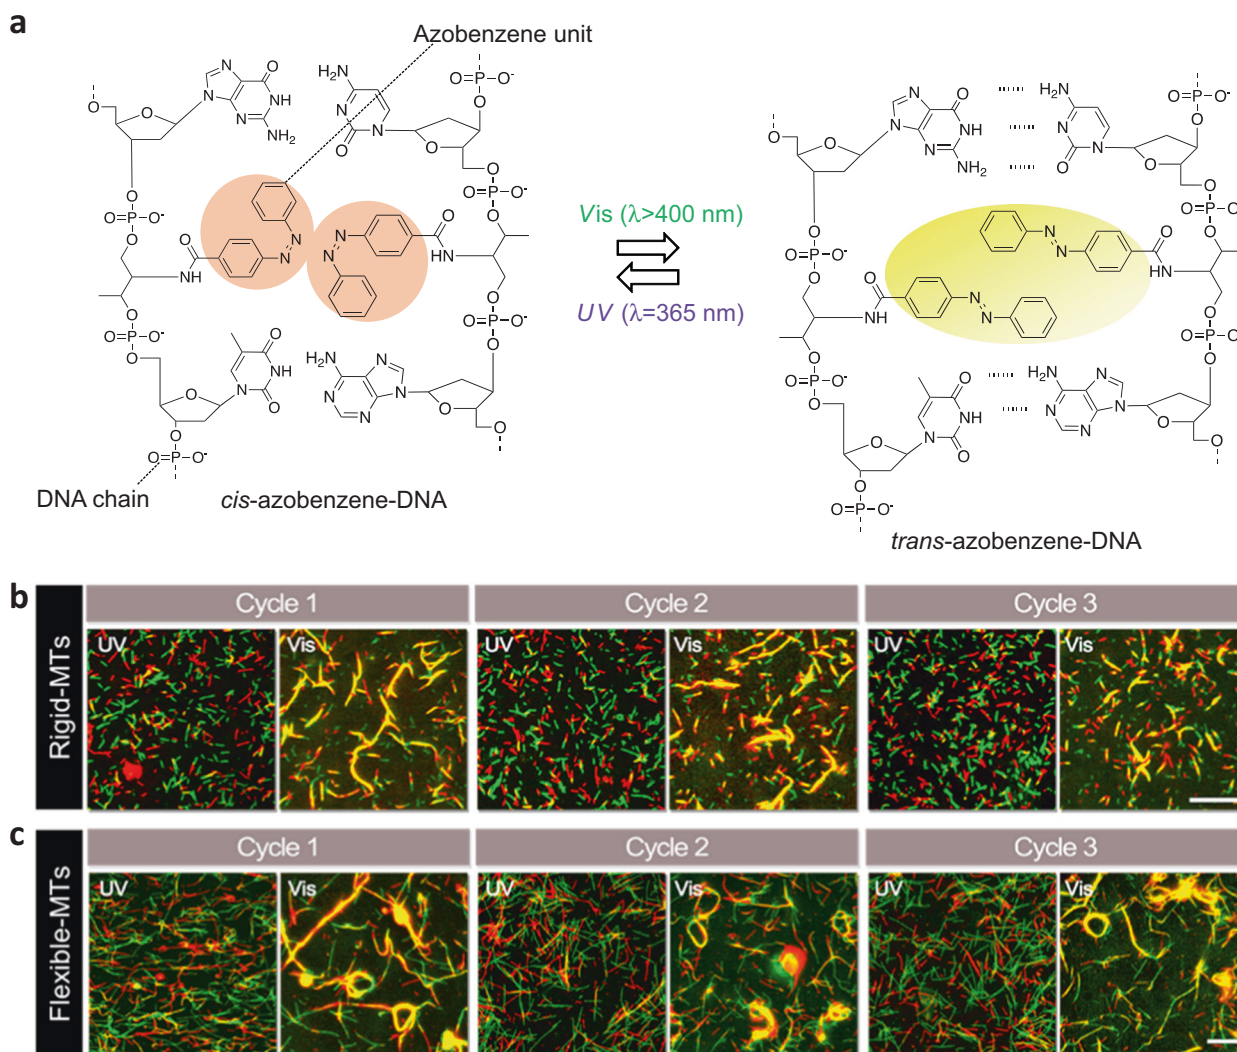 a
Azobenzene unit
Vis (λ>400 nm)
UV (λ=365 nm)
DNA chain
cis-azobenzene-DNA
trans-azobenzene-DNA
b
Rigid-MTs
Cycle 1
Cycle 2
Cycle 3
UV
Vis
UV
Vis
UV
Vis
c
Flexible-MTs
Cycle 1
Cycle 2
Cycle 3
UV
Vis
UV
Vis
UV
Vis